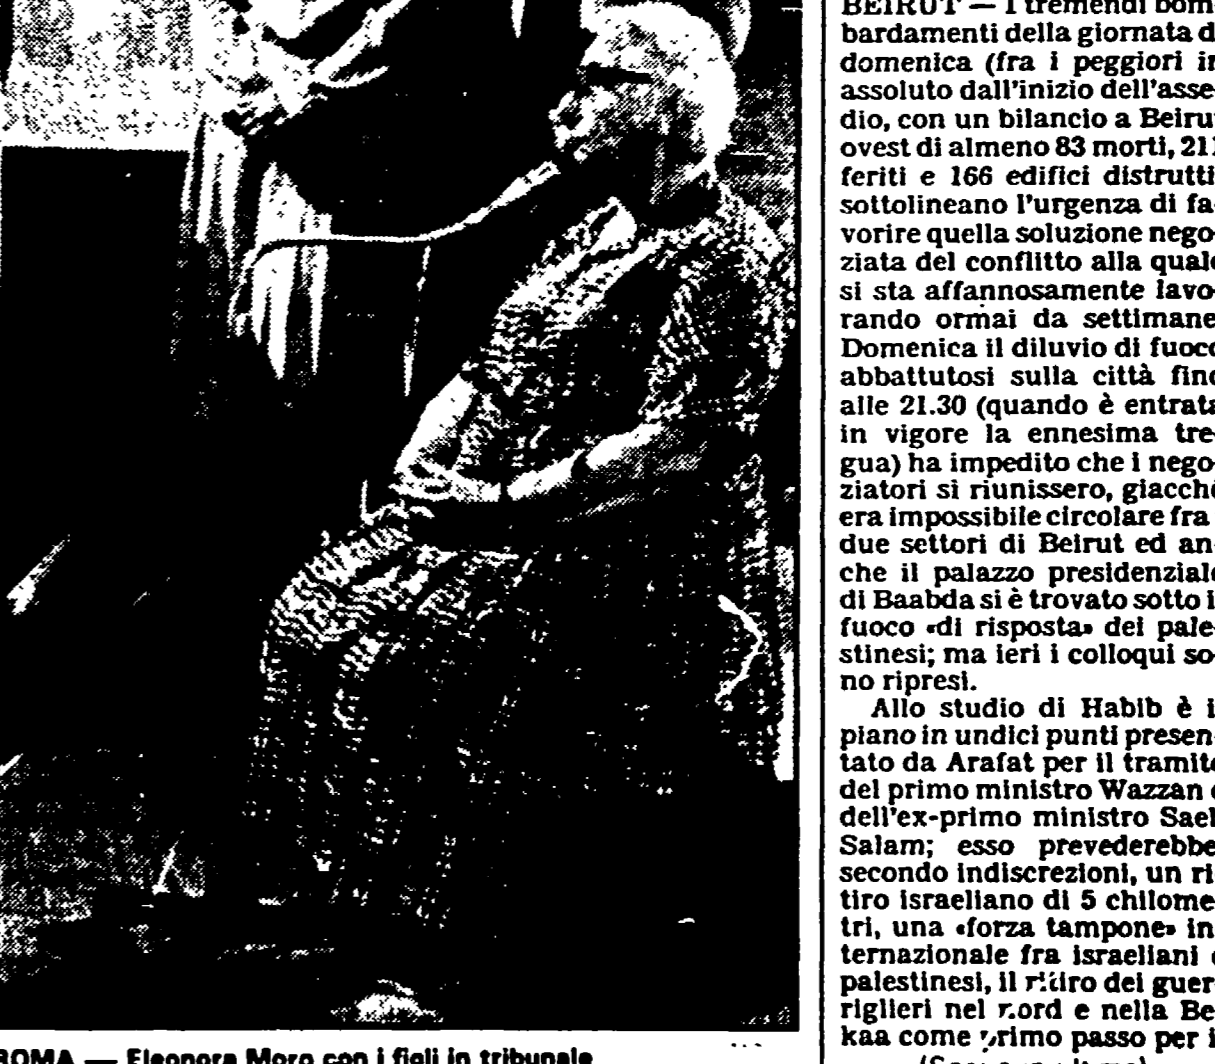 BEIRUT — I tremendi bom-
bardamenti della giornata d
domenica (fra i peggiori in
assoluto dall'inizio dell'asse-
dio, con un bilancio a Beirut
ovest di almeno 83 morti, 211
feriti e 166 edifici distrutti
sottolineano l'urgenza di fa-
vorire quella soluzione nego-
ziata del conflitto alla quale
si sta affannosamente lavo-
rando ormai da settimane.
Domenica il diluvio di fuoco
abbattutosi sulla città fino
alle 21.30 (quando è entrata
in vigore la ennesima tre-
gua) ha impedito che i nego-
ziatori si riunissero, giacché
era impossibile circolare fra
due settori di Beirut ed an-
che il palazzo presidenziale
di Baabda si è trovato sotto i
fuoco «di risposta» dei pale-
stinesi; ma ieri i colloqui so-
no ripresi.
Allo studio di Habib è i
piano in undici punti presen-
tato da Arafat per il tramite
del primo ministro Wazzan e
dell'ex-primo ministro Saeb
Salam; esso prevederebbe
secondo indiscrezioni, un ri-
tiro israeliano di 5 chilome-
tri, una «forza tampone» in-
ternazionale fra israeliani e
palestinesi, il ritiro dei guer-
riglieri nel nord e nella Be-
kaa come primo passo per i
ROMA — Eleonora Moro con i figli in tribunale